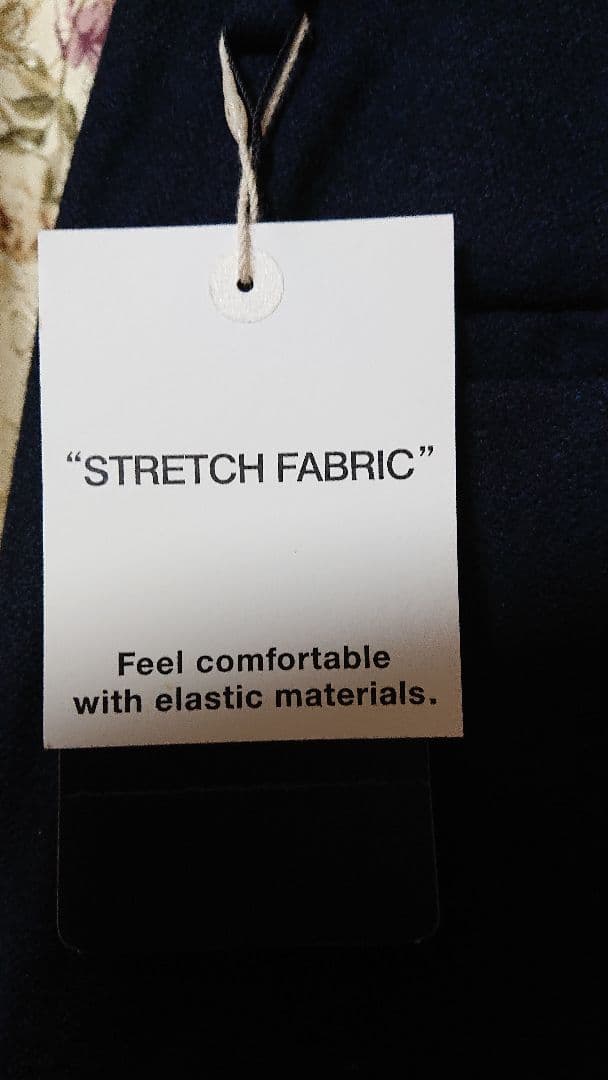 “STRETCH FABRIC”
Feel comfortable
with elastic materials.